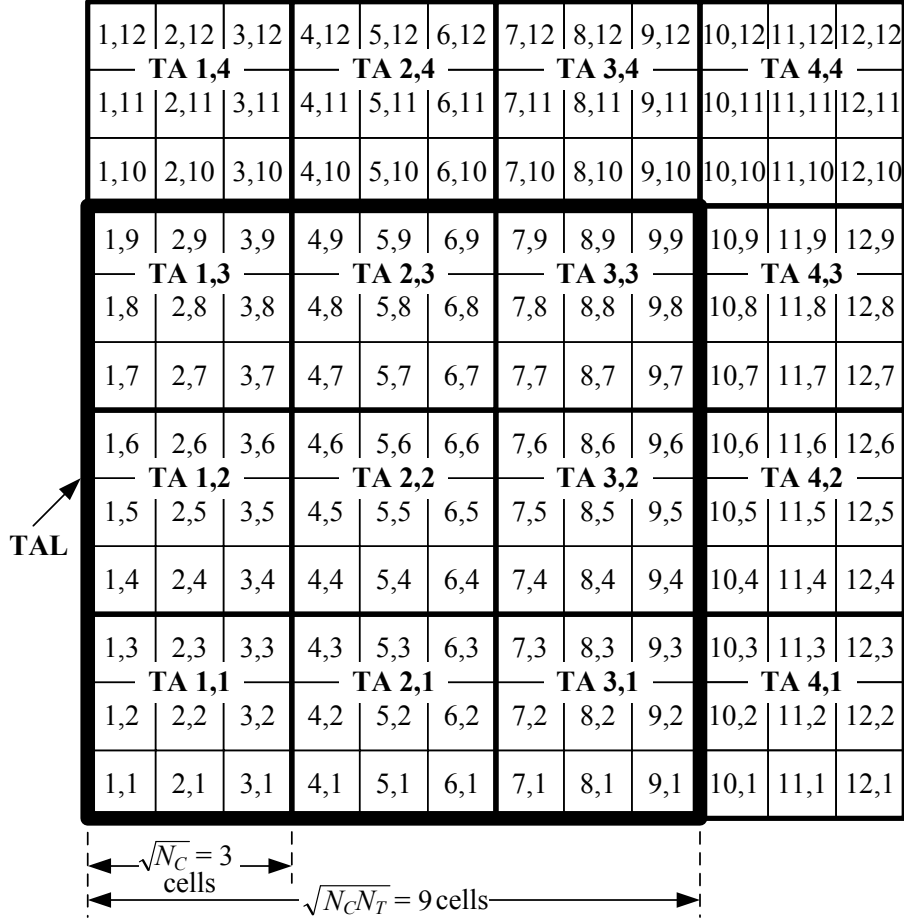 1,12 2,12 3,12 4,12 5,12 6,12 7,12 8,12 9,12 10,12 11,12 12,12
TA 1,4 TA 2,4 TA 3,4 TA 4,4
1,11 2,11 3,11 4,11 5,11 6,11 7,11 8,11 9,11 10,11 11,11 12,11
1,10 2,10 3,10 4,10 5,10 6,10 7,10 8,10 9,10 10,10 11,10 12,10
1,9 2,9 3,9 4,9 5,9 6,9 7,9 8,9 9,9 10,9 11,9 12,9
TA 1,3 TA 2,3 TA 3,3 TA 4,3
1,8 2,8 3,8 4,8 5,8 6,8 7,8 8,8 9,8 10,8 11,8 12,8
1,7 2,7 3,7 4,7 5,7 6,7 7,7 8,7 9,7 10,7 11,7 12,7
1,6 2,6 3,6 4,6 5,6 6,6 7,6 8,6 9,6 10,6 11,6 12,6
TA 1,2 TA 2,2 TA 3,2 TA 4,2
1,5 2,5 3,5 4,5 5,5 6,5 7,5 8,5 9,5 10,5 11,5 12,5
TAL
1,4 2,4 3,4 4,4 5,4 6,4 7,4 8,4 9,4 10,4 11,4 12,4
1,3 2,3 3,3 4,3 5,3 6,3 7,3 8,3 9,3 10,3 11,3 12,3
TA 1,1 TA 2,1 TA 3,1 TA 4,1
1,2 2,2 3,2 4,2 5,2 6,2 7,2 8,2 9,2 10,2 11,2 12,2
1,1 2,1 3,1 4,1 5,1 6,1 7,1 8,1 9,1 10,1 11,1 12,1
√N_C = 3
cells
√N_CN_T = 9 cells